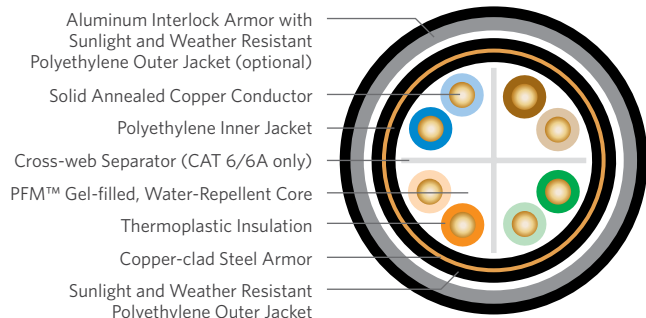 Aluminum Interlock Armor with
Sunlight and Weather Resistant
Polyethylene Outer Jacket (optional)
Solid Annealed Copper Conductor
Polyethylene Inner Jacket
Cross-web Separator (CAT 6/6A only)
PFM™ Gel-filled, Water-Repellent Core
Thermoplastic Insulation
Copper-clad Steel Armor
Sunlight and Weather Resistant
Polyethylene Outer Jacket